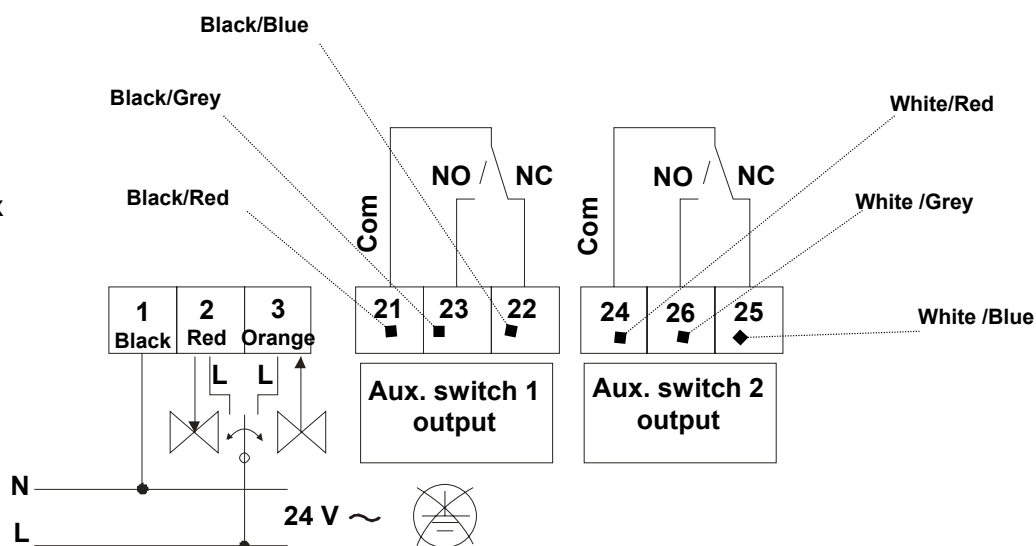 Black/Blue
Black/Grey
White/Red
Black/Red
x
NO / NC
NO / NC
White /Grey
Com
Com
1 2 3
Black Red Orange
21 23 22
24 26 25
White /Blue
L L
Aux. switch 1
output
Aux. switch 2
output
N
24 V ~
L